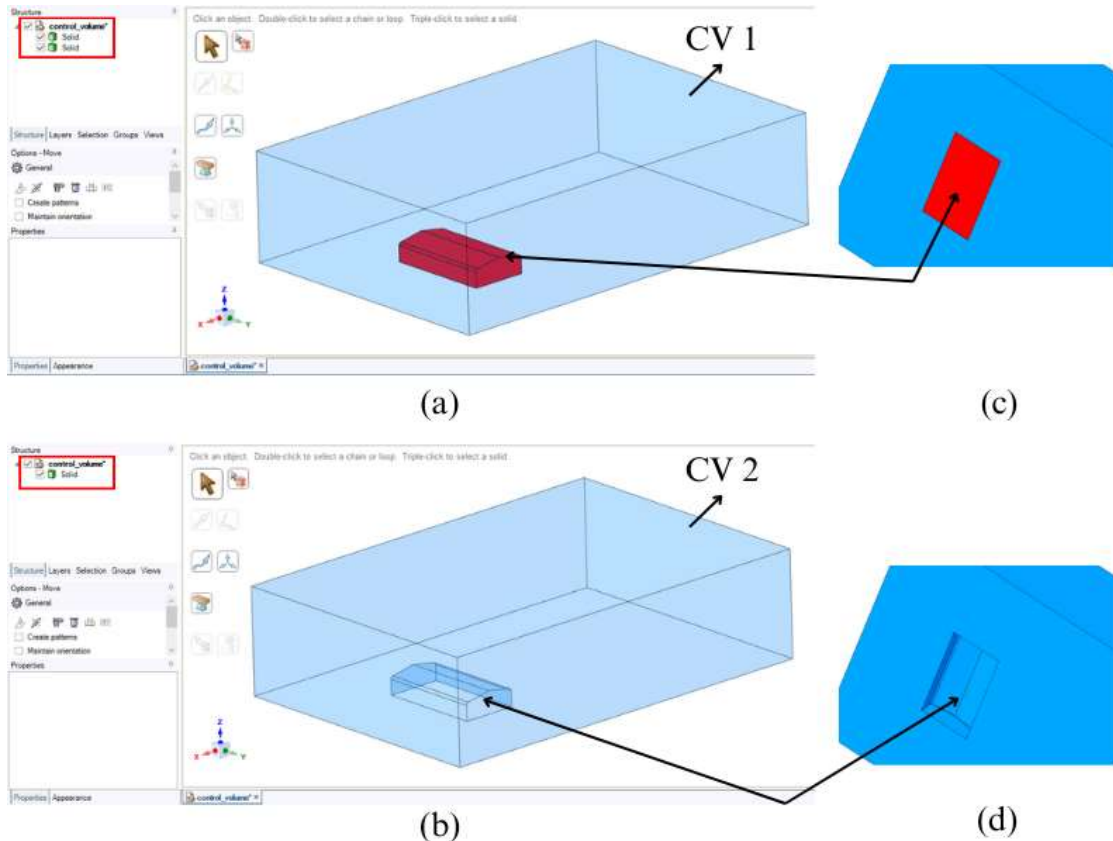 Structure
control_volume*
Solid
Solid
Structure Layers Selection Groups Views
Options - Move
General
Create patterns
Maintain orientation
Properties
Properties Appearance
Click an object. Double-click to select a chain or loop. Triple-click to select a solid.
CV 1
Z
X
Y
control_volume*
(a)
(c)
Structure
control_volume*
Solid
Structure Layers Selection Groups Views
Options - Move
General
Create patterns
Maintain orientation
Properties
Properties Appearance
Click an object. Double-click to select a chain or loop. Triple-click to select a solid.
CV 2
Z
X
Y
control_volume*
(b)
(d)